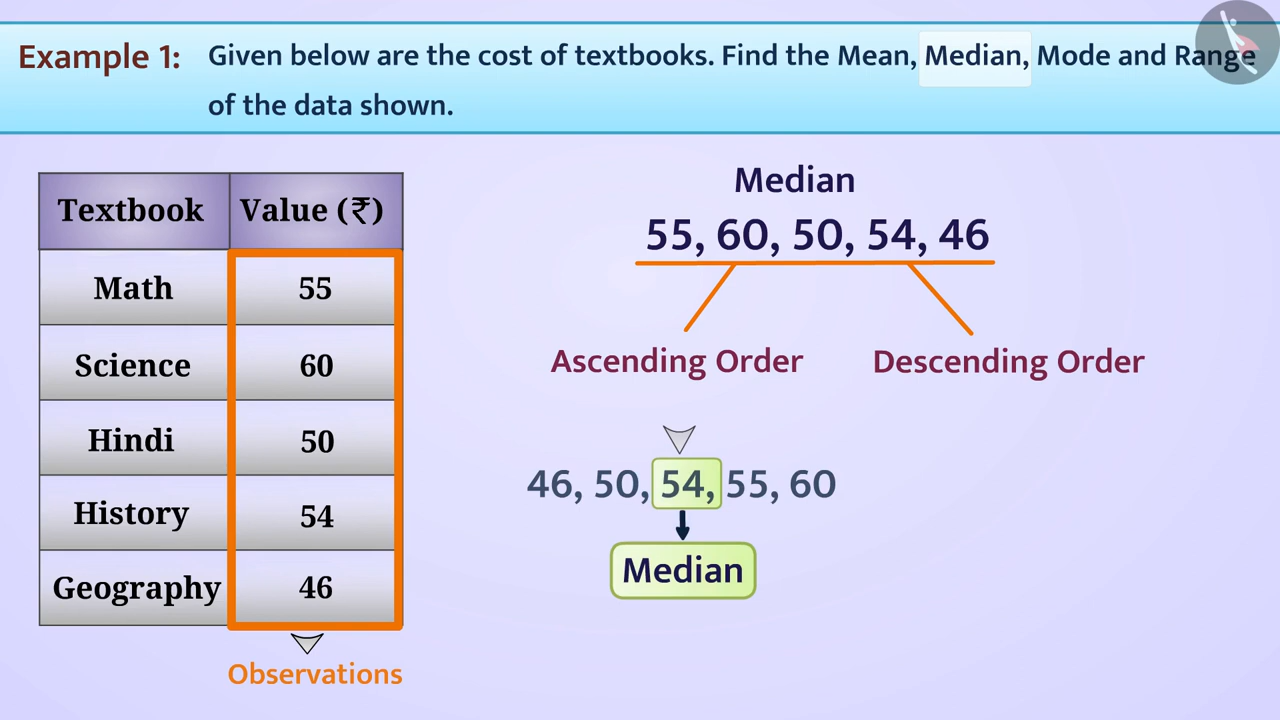 Example 1: Given below are the cost of textbooks. Find the Mean, Median, Mode and Range
of the data shown.
Textbook Value (₹)
Math 55
Science 60
Hindi 50
History 54
Geography 46
Observations
Median
55, 60, 50, 54, 46
Ascending Order Descending Order
46, 50, 54, 55, 60
Median